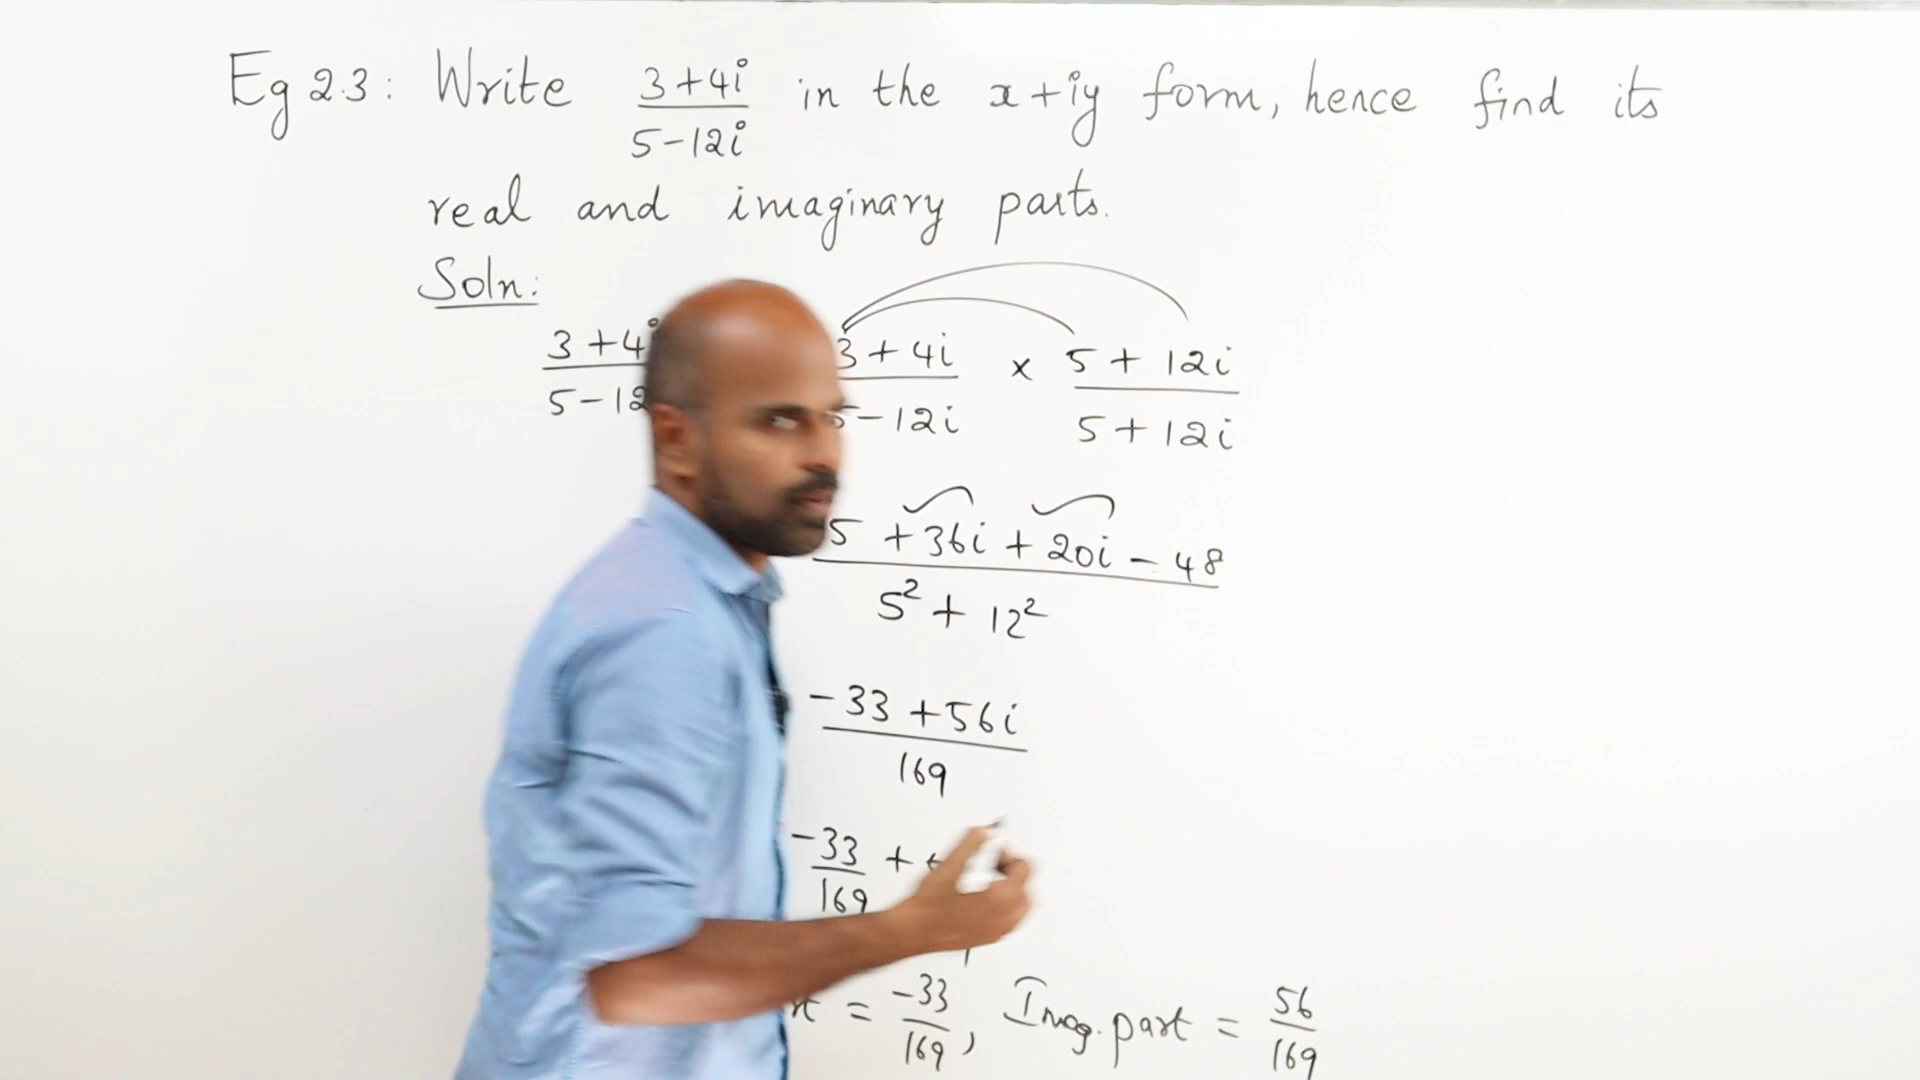 Eg 2.3: Write 3+4i / 5-12i in the x+iy form, hence find its
real and imaginary parts.
Soln:
3+4i / 5-12 3+4i / 5-12i x 5+12i / 5+12i
5 +36i + 20i - 48 / 5² + 12²
-33 +56i / 169
-33 / 169 +
= -33 / 169, Imag. part = 56 / 169